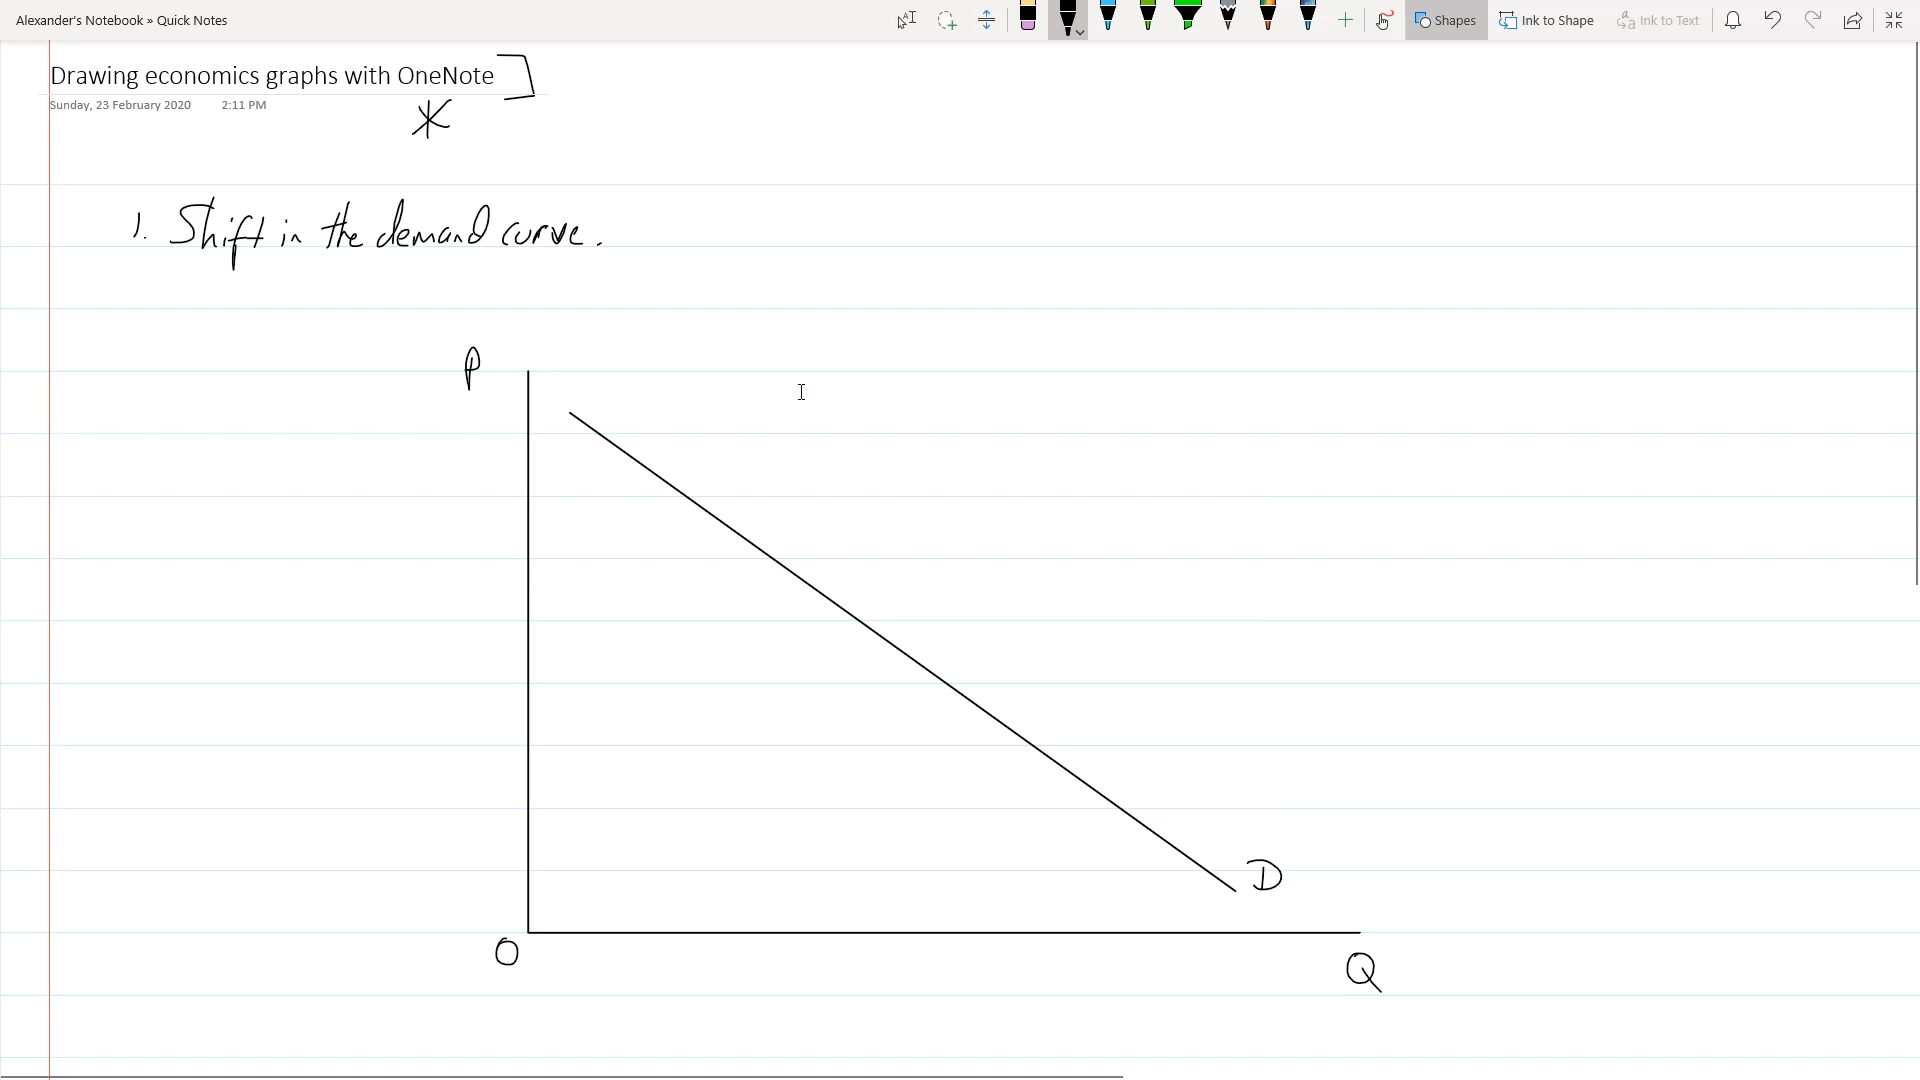 Alexander's Notebook » Quick Notes
Shapes
Ink to Shape
Ink to Text
Drawing economics graphs with OneNote
Sunday, 23 February 2020 2:11 PM
1. Shift in the demand curve.
P
D
O
Q